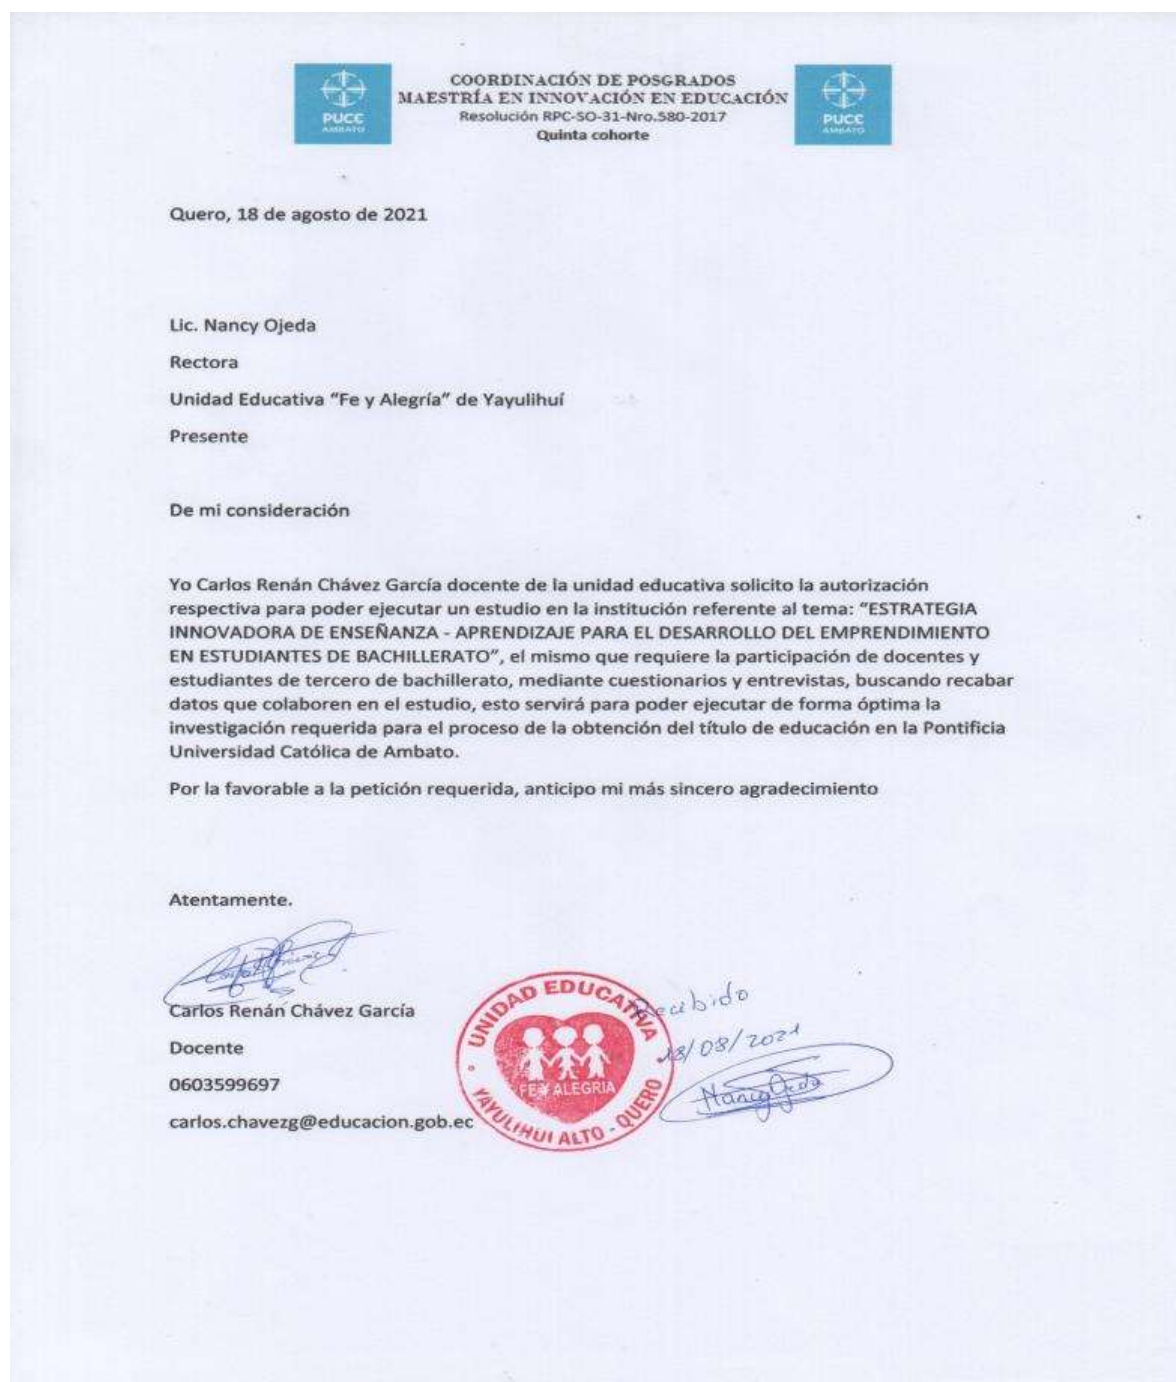 PUCE
AMBATO
COORDINACIÓN DE POSGRADOS
MAESTRÍA EN INNOVACIÓN EN EDUCACIÓN
Resolución RPC-SO-31-Nro.580-2017
Quinta cohorte
PUCE
AMBATO
Quero, 18 de agosto de 2021
Lic. Nancy Ojeda
Rectora
Unidad Educativa “Fe y Alegría” de Yayulihuí
Presente
De mi consideración
Yo Carlos Renán Chávez García docente de la unidad educativa solicito la autorización
respectiva para poder ejecutar un estudio en la institución referente al tema: “ESTRATEGIA
INNOVADORA DE ENSEÑANZA - APRENDIZAJE PARA EL DESARROLLO DEL EMPRENDIMIENTO
EN ESTUDIANTES DE BACHILLERATO”, el mismo que requiere la participación de docentes y
estudiantes de tercero de bachillerato, mediante cuestionarios y entrevistas, buscando recabar
datos que colaboren en el estudio, esto servirá para poder ejecutar de forma óptima la
investigación requerida para el proceso de la obtención del título de educación en la Pontificia
Universidad Católica de Ambato.
Por la favorable a la petición requerida, anticipo mi más sincero agradecimiento
Atentamente.
Carlos Renán Chávez García
Docente
0603599697
carlos.chavezg@educacion.gob.ec
UNIDAD EDUCATIVA
FE Y ALEGRIA
YAYULIHUI ALTO - QUERO
Recibido
18/08/2021
Nancy Ojeda